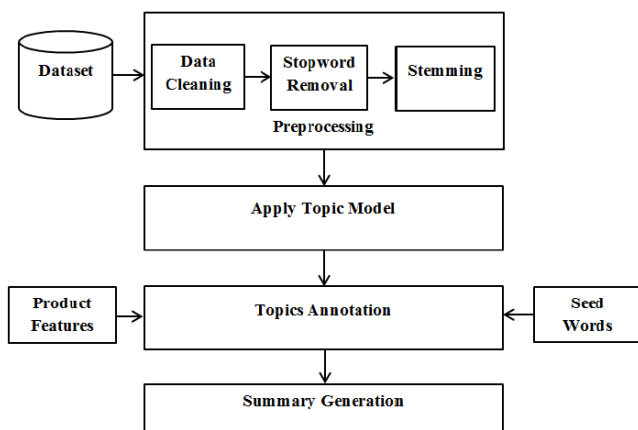 Dataset
Data
Cleaning
Stopword
Removal
Stemming
Preprocessing
Apply Topic Model
Product
Features
Topics Annotation
Seed
Words
Summary Generation